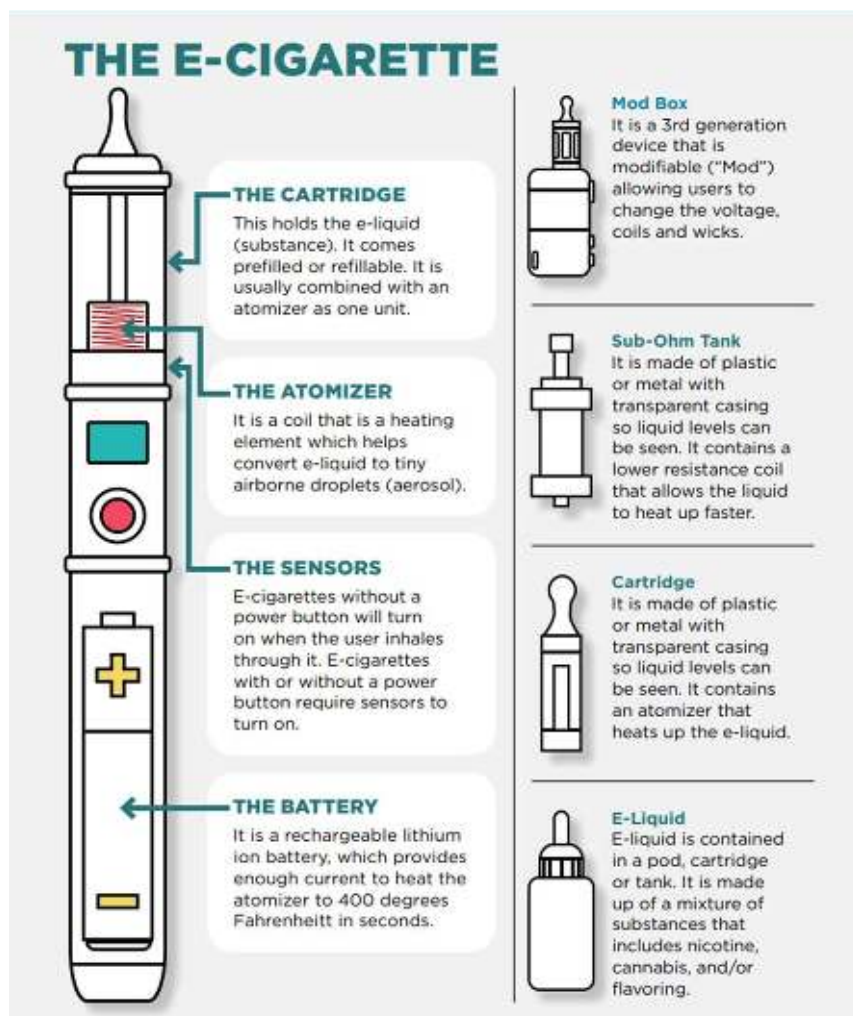 THE E-CIGARETTE
THE CARTRIDGE
This holds the e-liquid
(substance). It comes
prefilled or refillable. It is
usually combined with an
atomizer as one unit.
THE ATOMIZER
It is a coil that is a heating
element which helps
convert e-liquid to tiny
airborne droplets (aerosol).
THE SENSORS
E-cigarettes without a
power button will turn
on when the user inhales
through it. E-cigarettes
with or without a power
button require sensors to
turn on.
THE BATTERY
It is a rechargeable lithium
ion battery, which provides
enough current to heat the
atomizer to 400 degrees
Fahrenheitt in seconds.
Mod Box
It is a 3rd generation
device that is
modifiable (“Mod”)
allowing users to
change the voltage,
coils and wicks.
Sub-Ohm Tank
It is made of plastic
or metal with
transparent casing
so liquid levels can
be seen. It contains a
lower resistance coil
that allows the liquid
to heat up faster.
Cartridge
It is made of plastic
or metal with
transparent casing
so liquid levels can
be seen. It contains
an atomizer that
heats up the e-liquid.
E-Liquid
E-liquid is contained
in a pod, cartridge
or tank. It is made
up of a mixture of
substances that
includes nicotine,
cannabis, and/or
flavoring.